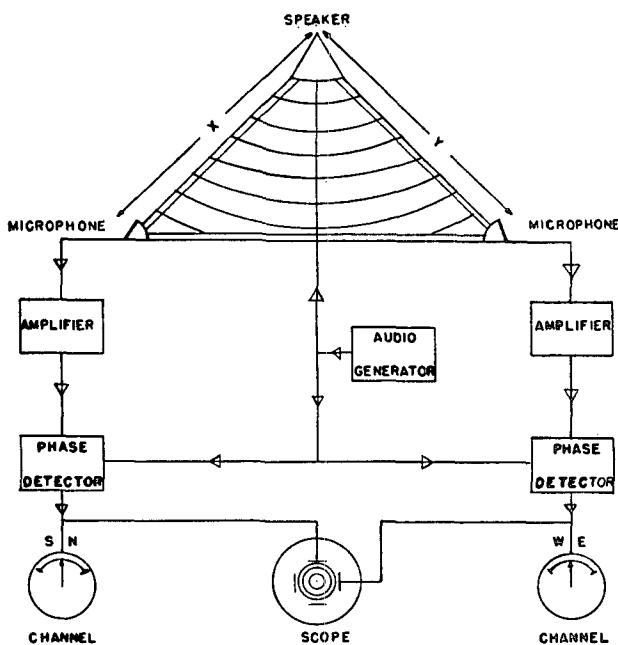 SPEAKER
X
Y
MICROPHONE
MICROPHONE
AMPLIFIER
AMPLIFIER
AUDIO
GENERATOR
PHASE
DETECTOR
PHASE
DETECTOR
S N
W E
CHANNEL
SCOPE
CHANNEL